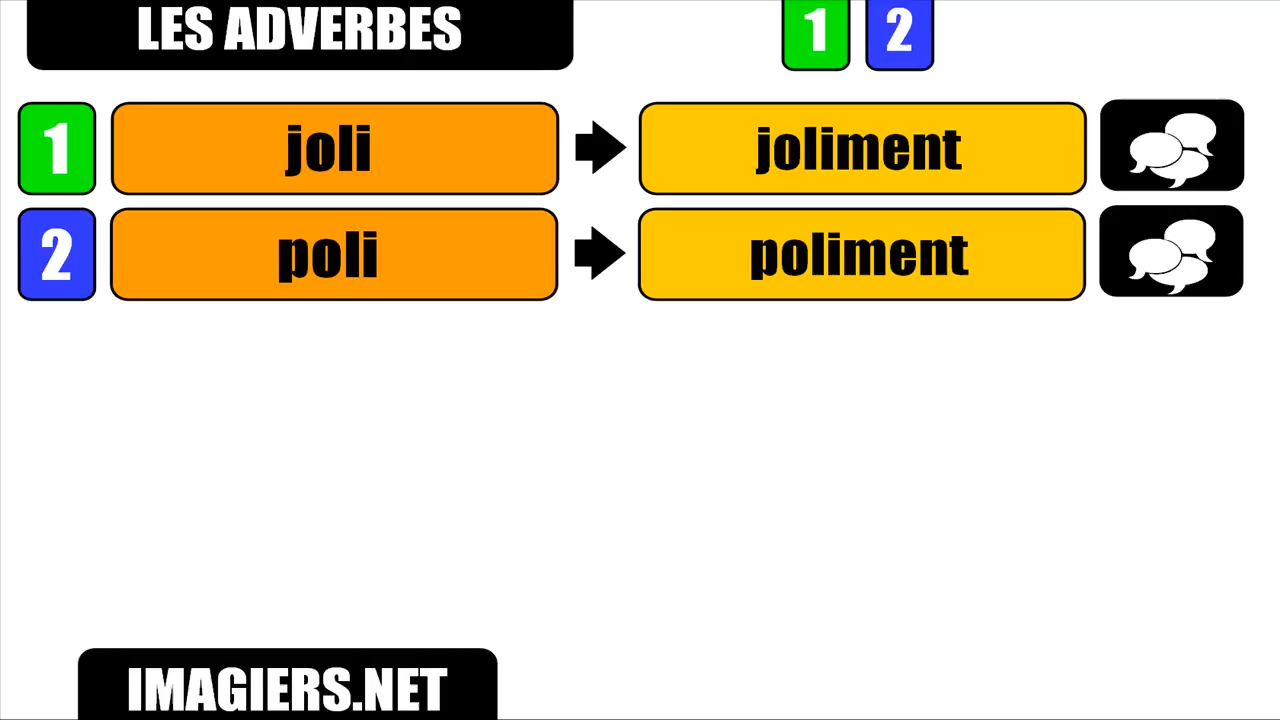 LES ADVERBES
1 2
1 joli joliment
2 poli poliment
IMAGIERS.NET